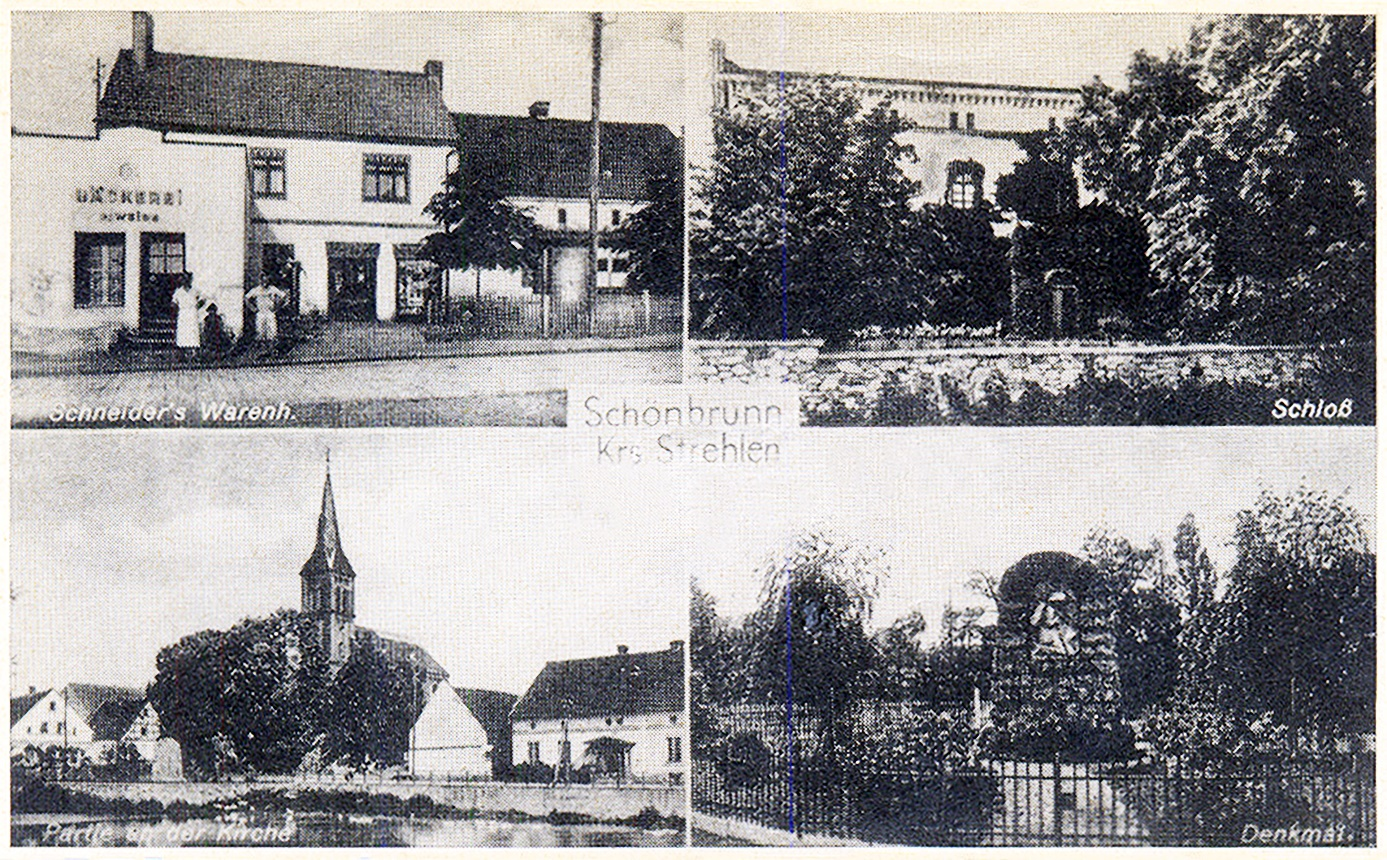 BÄCKEREI
Schneider's Warenh.
Schloß
Schönbrunn
Krs Strehlen
Partie an der Kirche
Denkmal.